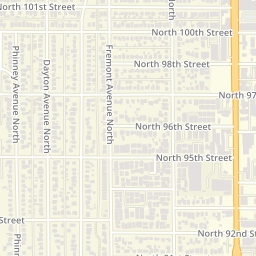 North 101st Street
North 100th Street
North 98th Street
North 97
North 96th Street
North 95th Street
Street
North 92nd S
Phinney Avenue North
Dayton Avenue North
Fremont Avenue North
North
Phin